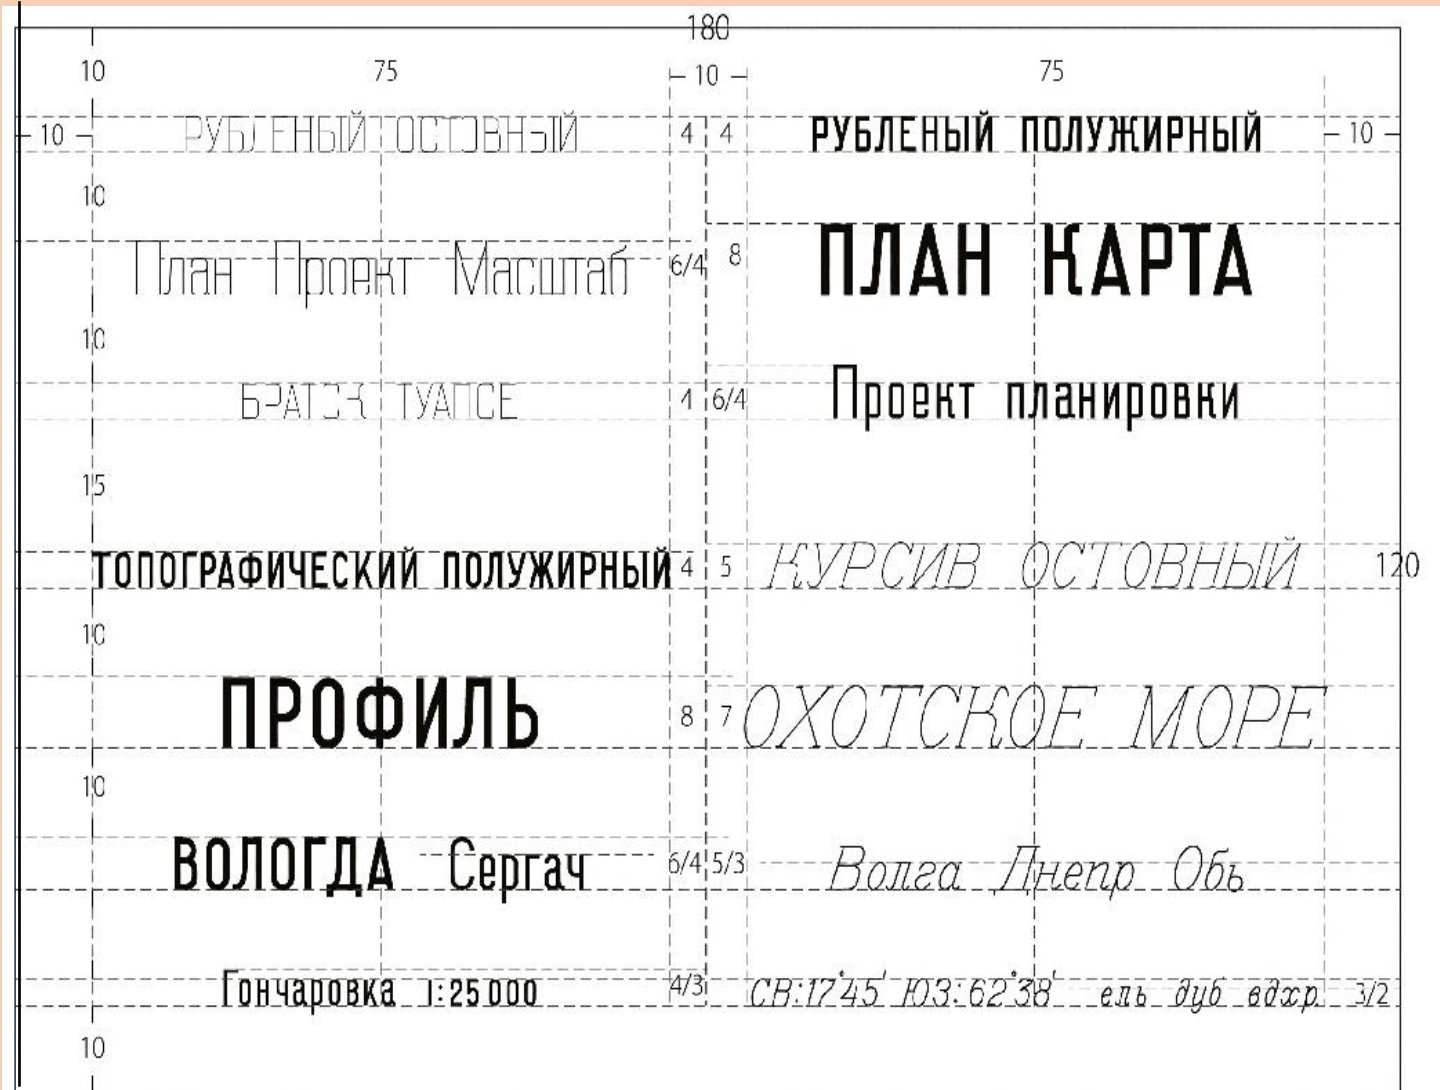 180
10 75 10 75
10 РУБЛЕНЫЙ ОСТОВНЫЙ 4 4 РУБЛЕНЫЙ ПОЛУЖИРНЫЙ 10
10
План Проект Масштаб 6/4 8 ПЛАН КАРТА
10
БРАТСК ТУАПСЕ 4 6/4 Проект планировки
15
ТОПОГРАФИЧЕСКИЙ ПОЛУЖИРНЫЙ 4 5 КУРСИВ ОСТОВНЫЙ 120
10
ПРОФИЛЬ 8 7 ОХОТСКОЕ МОРЕ
10
ВОЛОГДА Сергач 6/4 5/3 Волга Днепр Обь
Гончаровка 1:25000 4/3 СВ:17°45' ЮЗ:62°38' ель дуб вдхр. 3/2
10